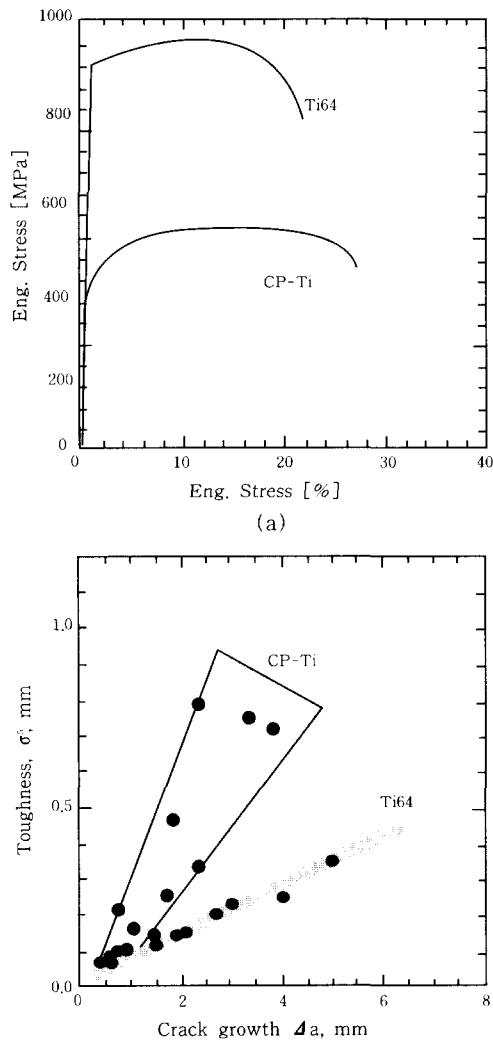 1000
800
600
400
200
0
Eng. Stress [MPa]
Ti64
CP-Ti
0 10 20 30 40
Eng. Stress [%]
(a)
1.0
0.5
0.0
Toughness, σ⁵, mm
CP-Ti
Ti64
0 2 4 6 8
Crack growth Δa, mm